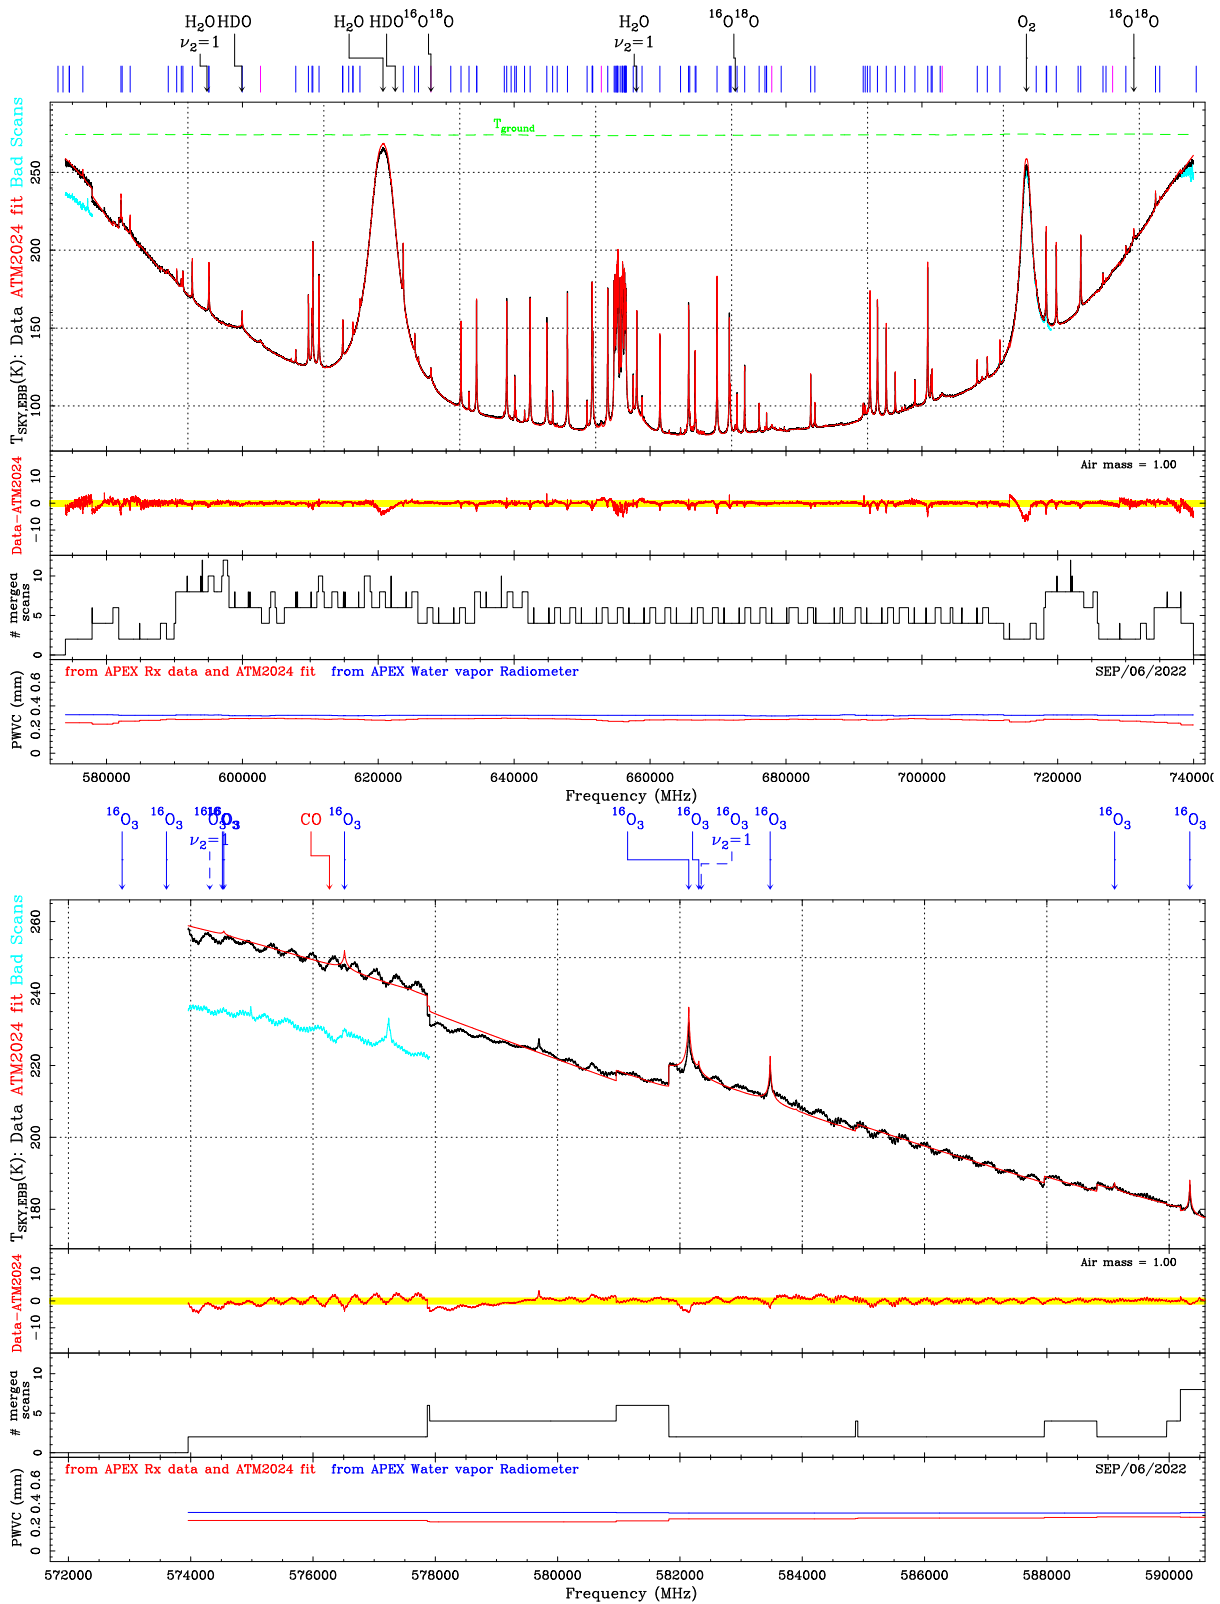 H₂O HDO H₂O HDO ¹⁶O¹⁸O H₂O ¹⁶O¹⁸O O₂ ¹⁶O¹⁸O
ν₂=1 ν₂=1
T_SKY,EBB(K): Data ATM2024 fit Bad Scans
T_ground
250
200
150
100
Data-ATM2024
10
0
−10
Air mass = 1.00
# merged
scans
10
5
0
PWVC (mm)
0.6
0.4
0.2
0
from APEX Rx data and ATM2024 fit from APEX Water vapor Radiometer SEP/06/2022
580000 600000 620000 640000 660000 680000 700000 720000 740000
Frequency (MHz)
¹⁶O₃ ¹⁶O₃ ¹⁶O₃ CO ¹⁶O₃ ¹⁶O₃ ¹⁶O₃ ¹⁶O₃ ¹⁶O₃ ¹⁶O₃ ¹⁶O₃
ν₂=1 ν₂=1
T_SKY,EBB(K): Data ATM2024 fit Bad Scans
260
240
220
200
180
Data-ATM2024
10
0
−10
Air mass = 1.00
# merged
scans
10
5
0
PWVC (mm)
0.6
0.4
0.2
0
from APEX Rx data and ATM2024 fit from APEX Water vapor Radiometer SEP/06/2022
572000 574000 576000 578000 580000 582000 584000 586000 588000 590000
Frequency (MHz)